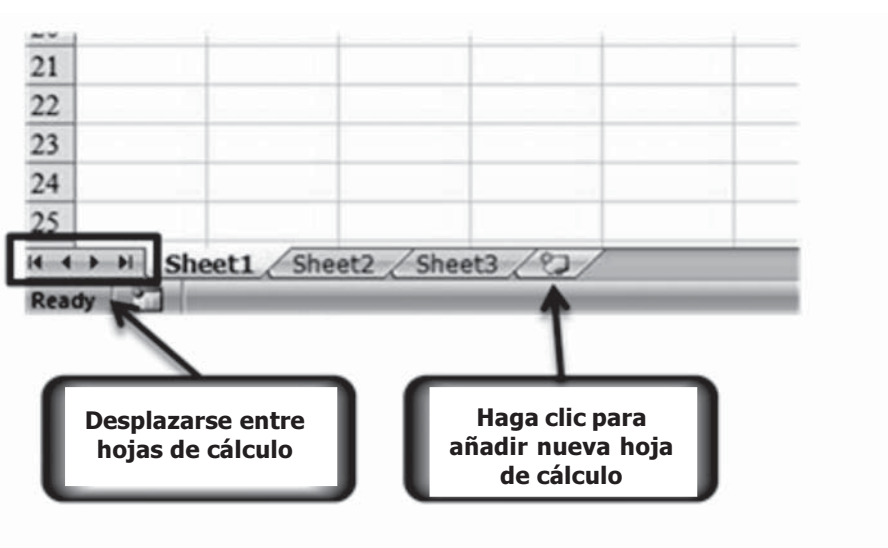 21
22
23
24
25
Sheet1 Sheet2 Sheet3
Ready
Desplazarse entre
hojas de cálculo
Haga clic para
añadir nueva hoja
de cálculo